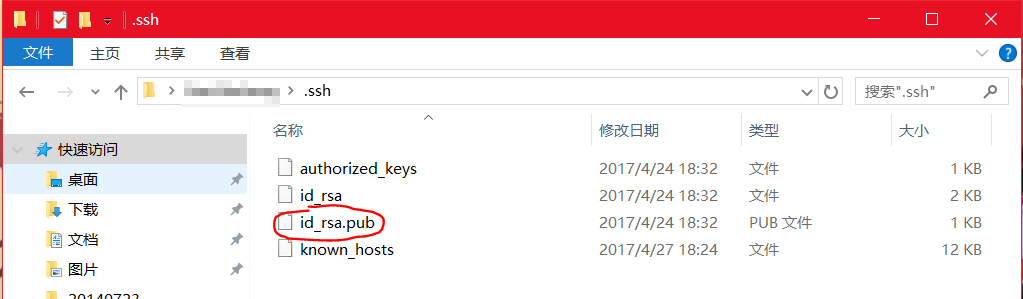 .ssh
文件 主页 共享 查看
.ssh 搜索".ssh"
名称 修改日期 类型 大小
快速访问
桌面
下载
文档
图片
20140723
authorized_keys 2017/4/24 18:32 文件 1 KB
id_rsa 2017/4/24 18:32 文件 2 KB
id_rsa.pub 2017/4/24 18:32 PUB 文件 1 KB
known_hosts 2017/4/27 18:24 文件 12 KB